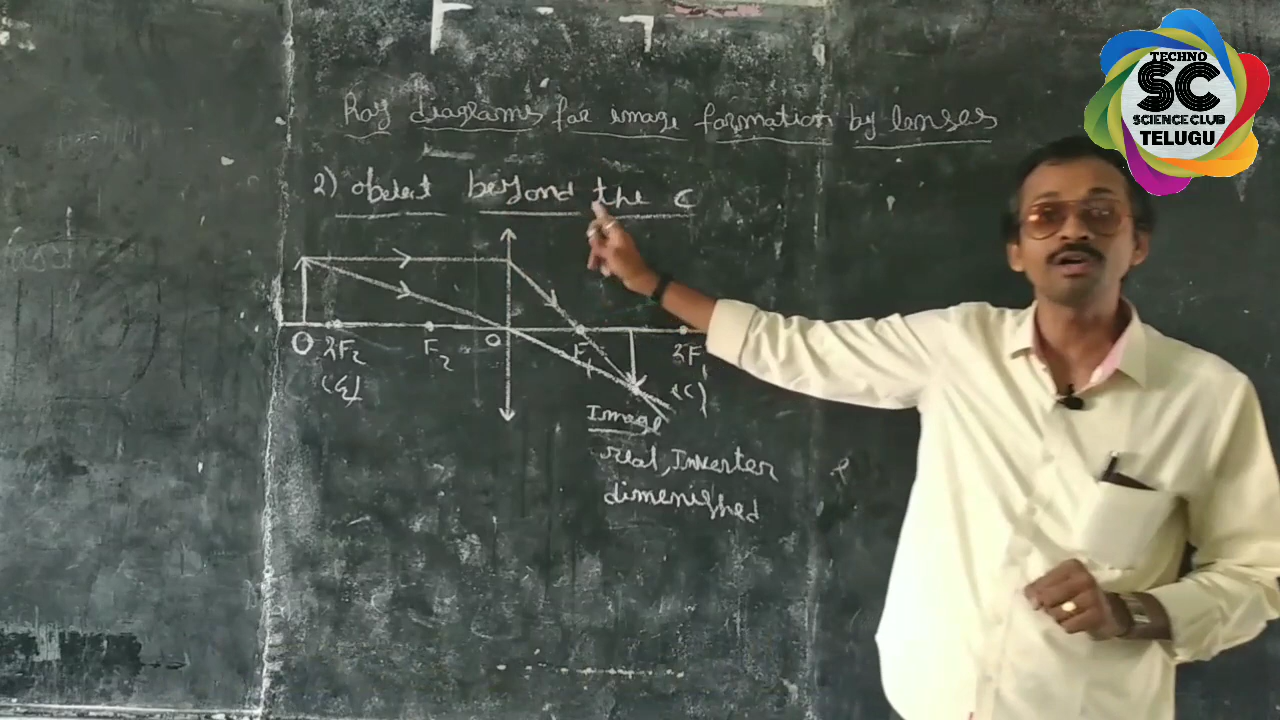 TECHNO
SC
SCIENCE CLUB
TELUGU
Ray diagrams for image formation by lenses
2) object beyond the C
O 2F2 F2 O F1 2F1
(C) (C)
Image
real, Inverter
dimenished